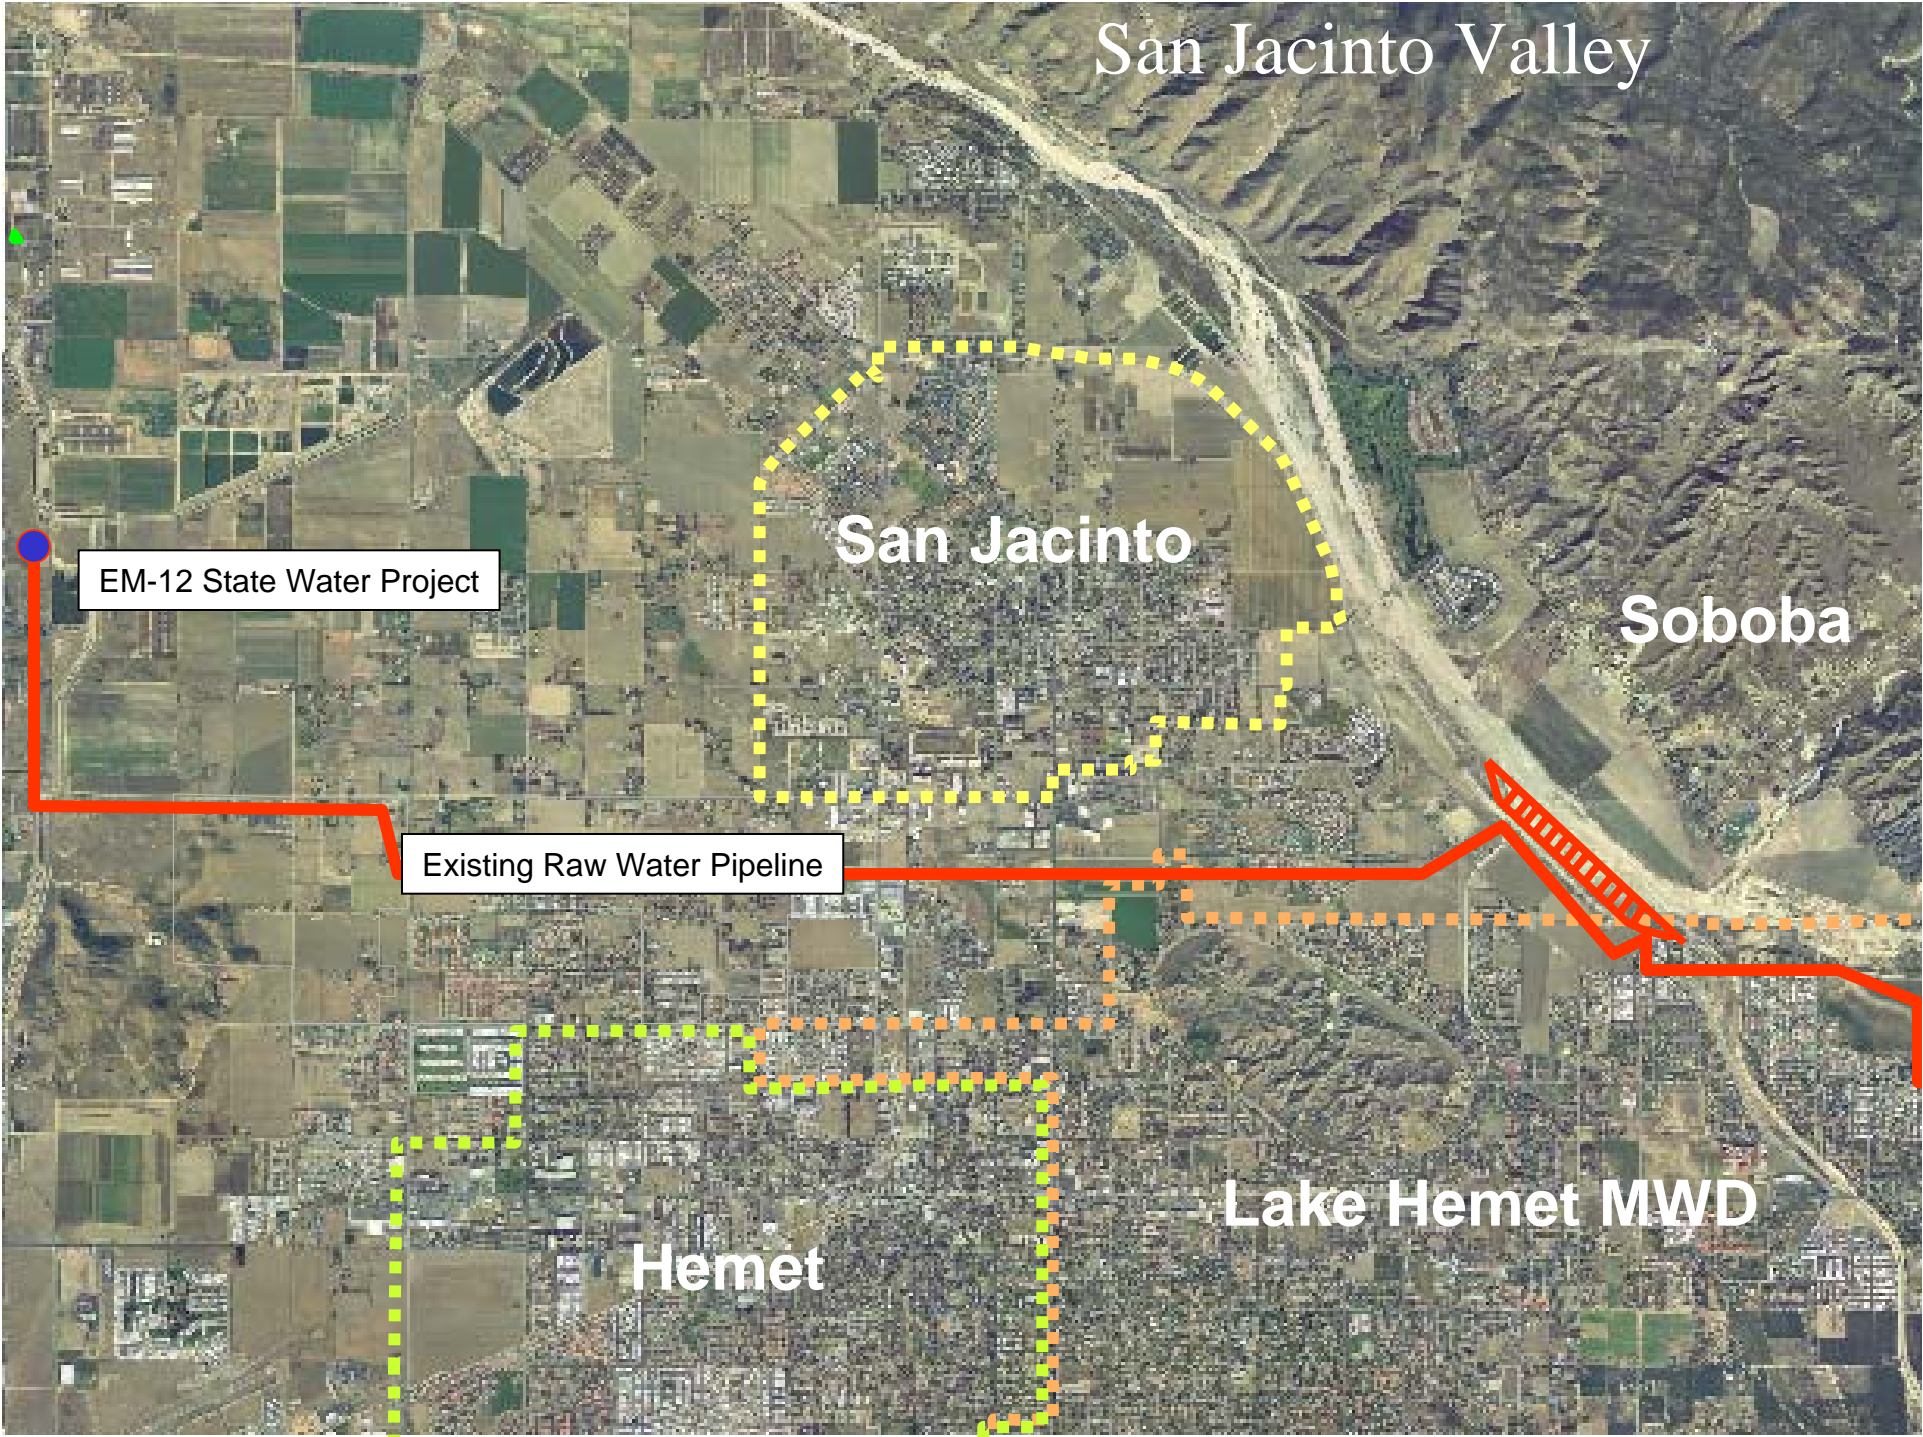 San Jacinto Valley
San Jacinto
EM-12 State Water Project
Soboba
Existing Raw Water Pipeline
Lake Hemet MWD
Hemet